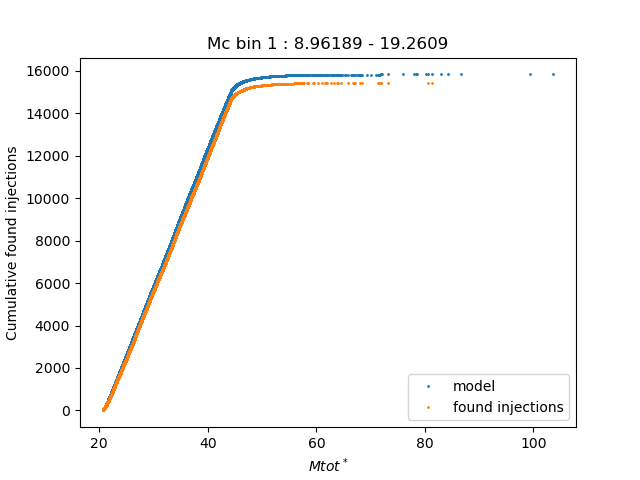 Mc bin 1 : 8.96189 - 19.2609
Cumulative found injections
16000
14000
12000
10000
8000
6000
4000
2000
0
20 40 60 80 100
Mtot*
model
found injections